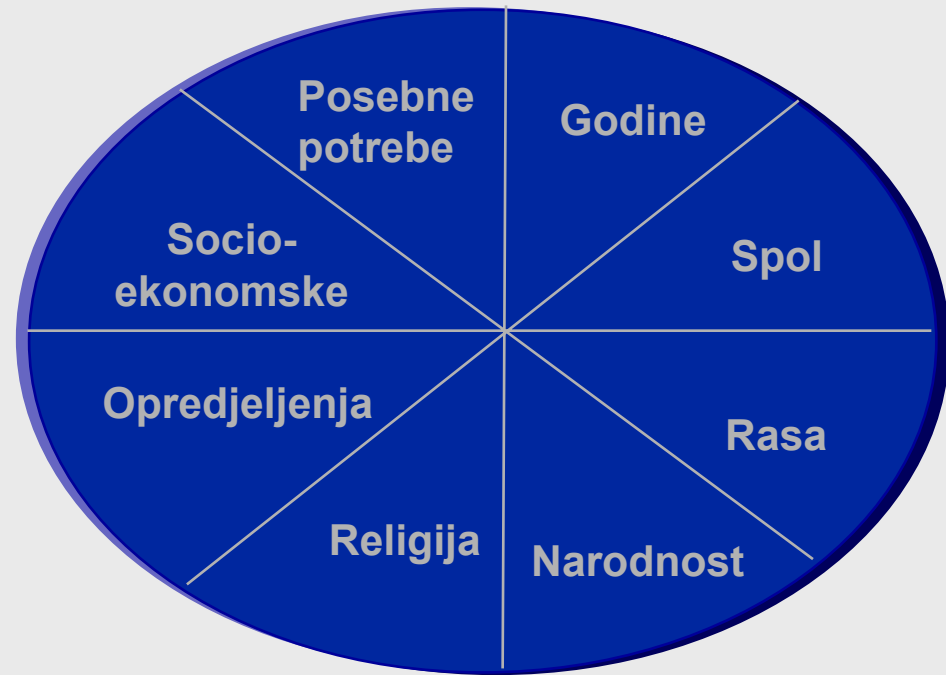 Posebne
potrebe
Godine
Socio-
ekonomske
Spol
Opredjeljenja
Rasa
Religija
Narodnost